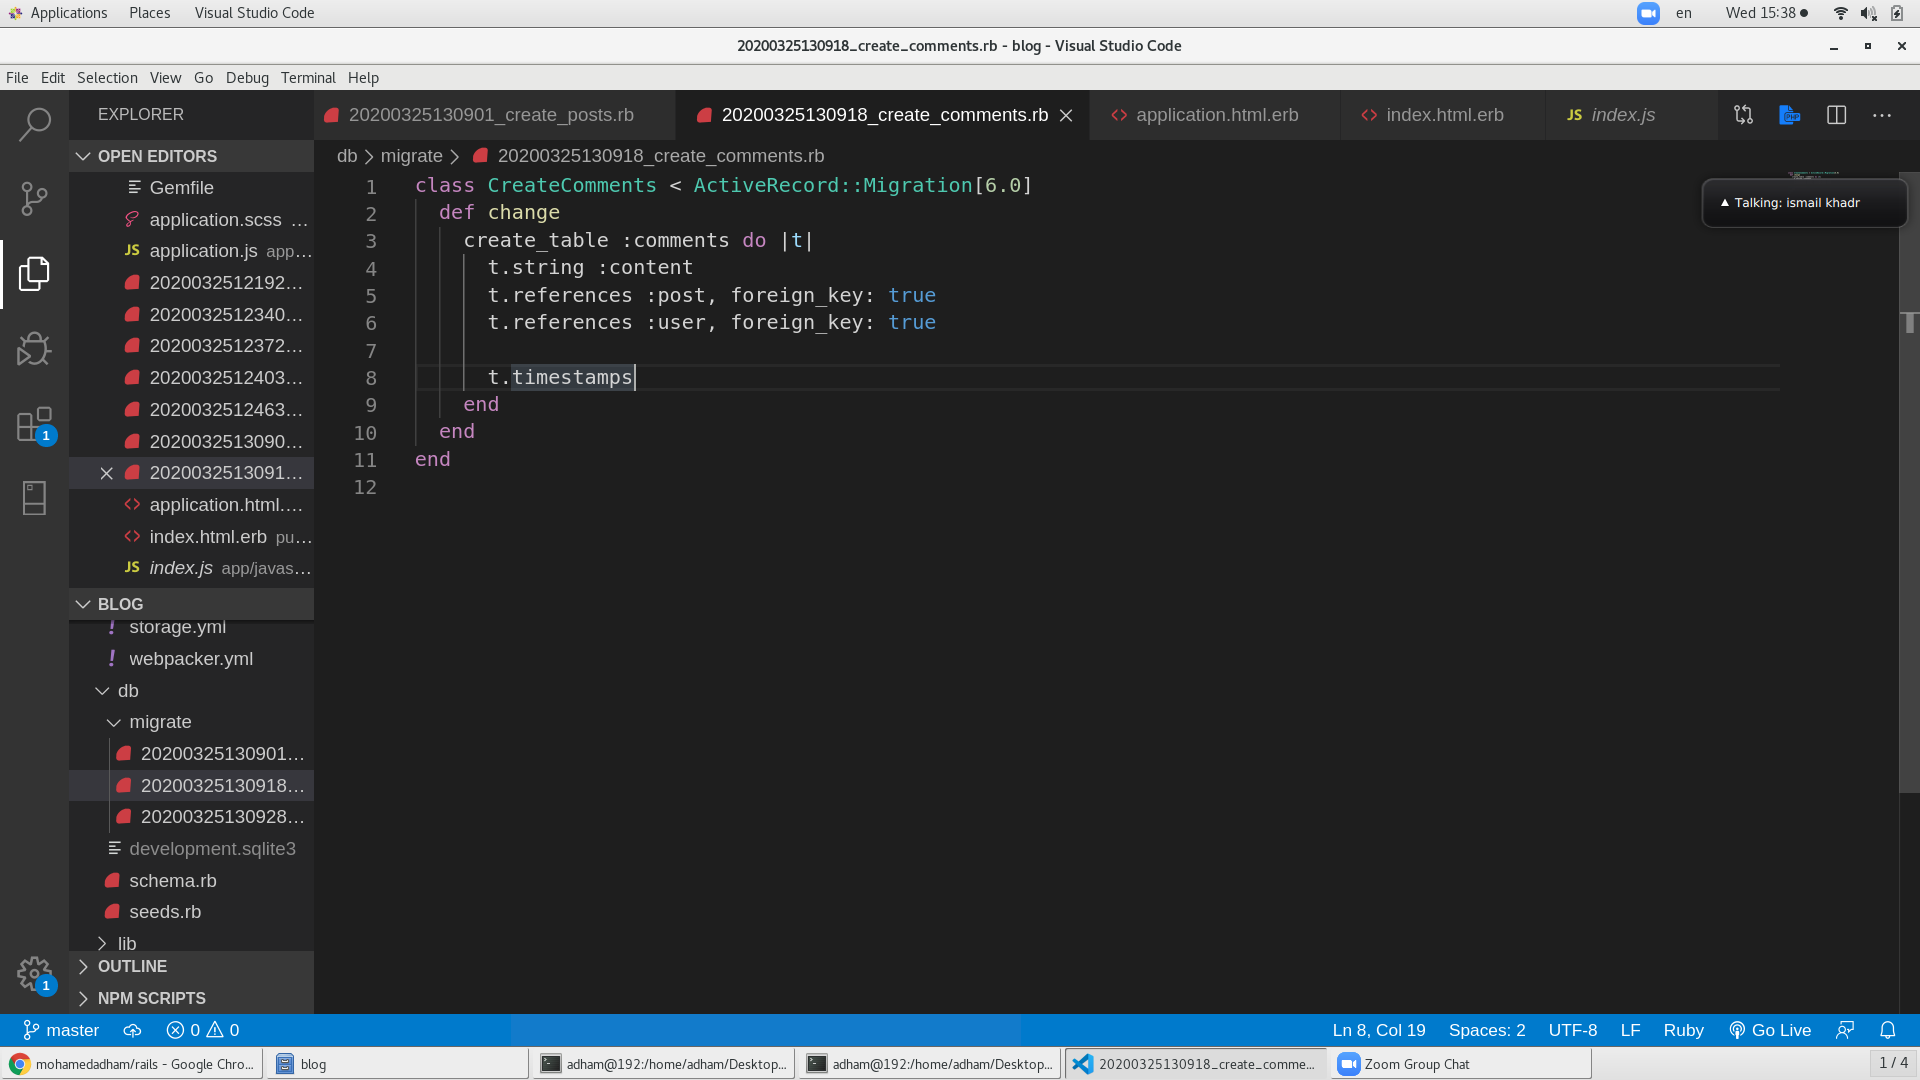 Applications Places Visual Studio Code en Wed 15:38
20200325130918_create_comments.rb - blog - Visual Studio Code
File Edit Selection View Go Debug Terminal Help
EXPLORER
20200325130901_create_posts.rb 20200325130918_create_comments.rb application.html.erb index.html.erb JS index.js
OPEN EDITORS
Gemfile
application.scss ...
JS application.js app...
2020032512192...
2020032512340...
2020032512372...
2020032512403...
2020032512463...
2020032513090...
2020032513091...
application.html....
index.html.erb pu...
JS index.js app/javas...
BLOG
storage.yml
webpacker.yml
db
migrate
20200325130901...
20200325130918...
20200325130928...
development.sqlite3
schema.rb
seeds.rb
lib
OUTLINE
NPM SCRIPTS
1
1
db > migrate > 20200325130918_create_comments.rb
1 class CreateComments < ActiveRecord::Migration[6.0]
2 def change
3 create_table :comments do |t|
4 t.string :content
5 t.references :post, foreign_key: true
6 t.references :user, foreign_key: true
7
8 t.timestamps
9 end
10 end
11 end
12
Talking: ismail khadr
master 0 0 Ln 8, Col 19 Spaces: 2 UTF-8 LF Ruby Go Live
mohamedadham/rails - Google Chro... blog adham@192:/home/adham/Desktop... adham@192:/home/adham/Desktop... 20200325130918_create_comme... Zoom Group Chat 1 / 4